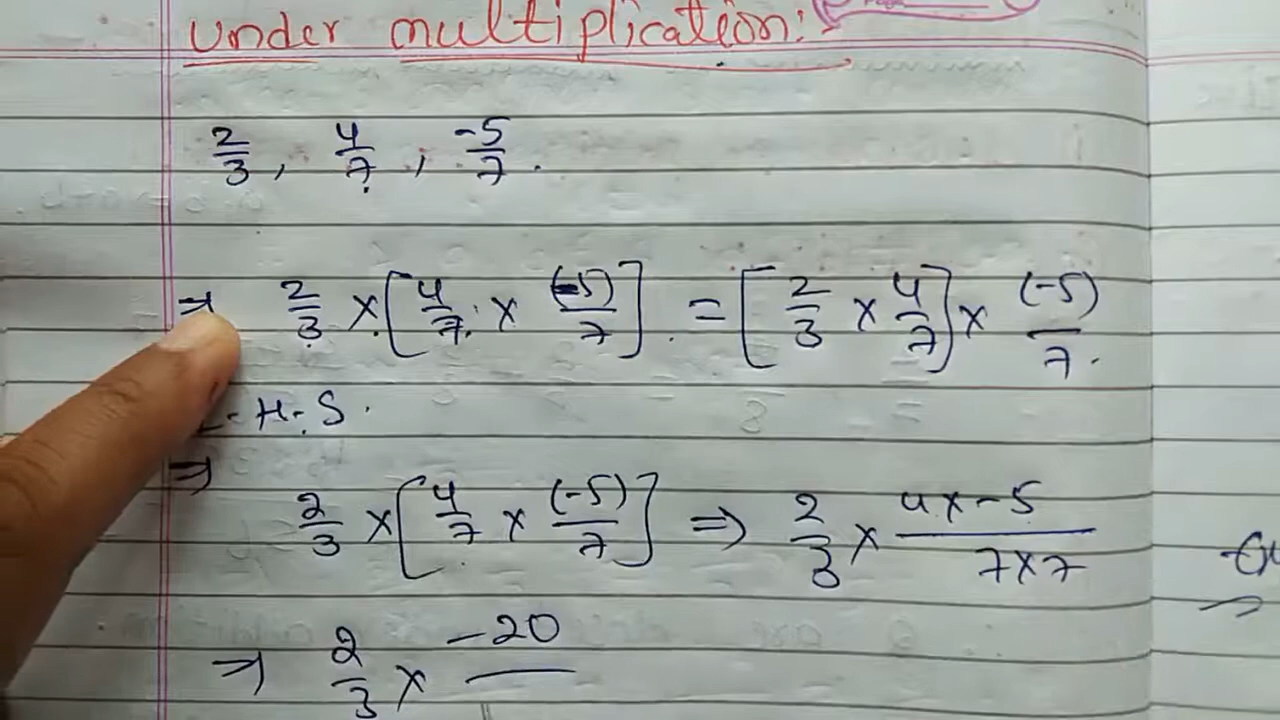 under multiplication:-
2/3, 4/7, -5/7.
⇒ 2/3 × [4/7 × (-5)/7]. = [2/3 × 4/7] × (-5)/7.
L-H-S.
⇒
2/3 × [4/7 × (-5)/7] ⇒ 2/3 × 4×-5/7×7
⇒ 2/3 × -20